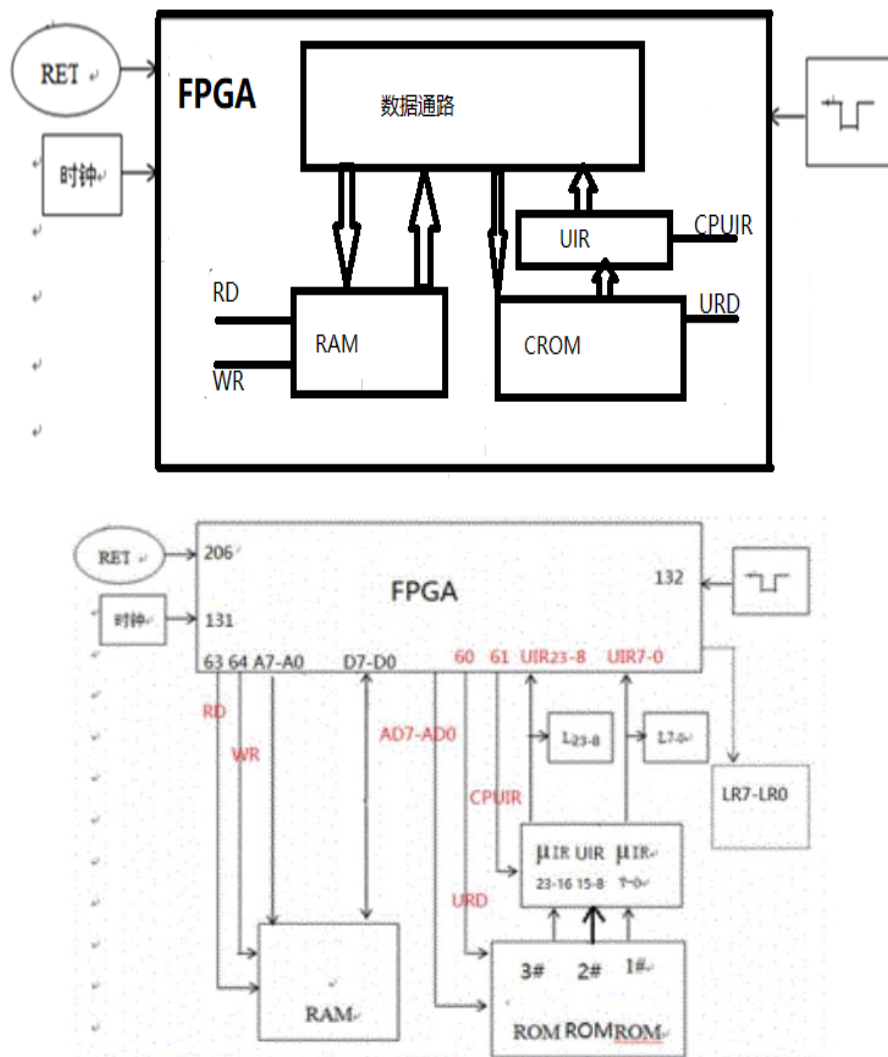 RET
FPGA
数据通路
时钟
UIR
CPUIR
RD
URD
RAM
CROM
WR
RET
206
132
FPGA
时钟
131
60 61 UIR23-8 UIR7-0
63 64 A7-A0 D7-D0
RD
AD7-AD0
L23-8
L7-0
WR
CPUIR
LR7-LR0
μIR UIR μIR
23-16 15-8 7-0
URD
3# 2# 1#
RAM
ROM ROM ROM